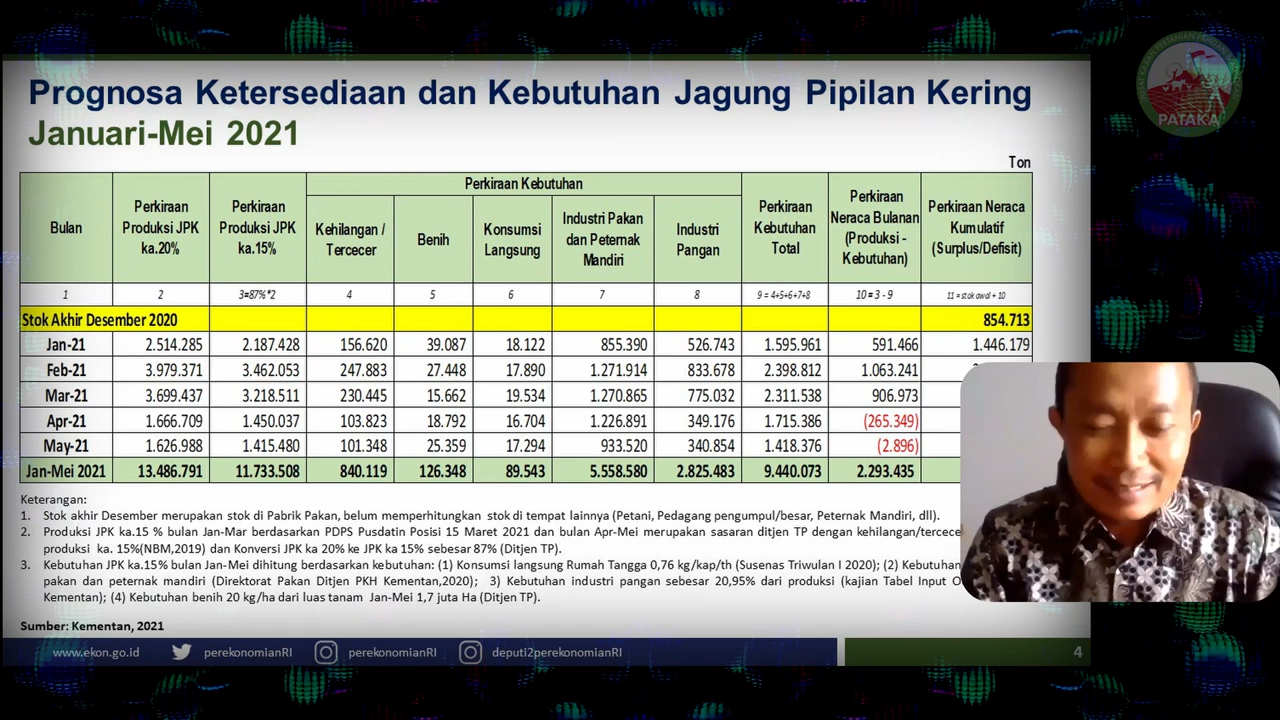 Prognosa Ketersediaan dan Kebutuhan Jagung Pipilan Kering
Januari-Mei 2021
PATAKA
Ton
Bulan Perkiraan Produksi JPK ka.20% Perkiraan Produksi JPK ka.15% Perkiraan Kebutuhan Perkiraan Kebutuhan Total Perkiraan Neraca Bulanan (Produksi - Kebutuhan) Perkiraan Neraca Kumulatif (Surplus/Defisit)
Kehilangan / Tercecer Benih Konsumsi Langsung Industri Pakan dan Peternak Mandiri Industri Pangan
1 2 3=87%*2 4 5 6 7 8 9 = 4+5+6+7+8 10 = 3 - 9 11 = stok awal + 10
Stok Akhir Desember 2020 854.713
Jan-21 2.514.285 2.187.428 156.620 39.087 18.122 855.390 526.743 1.595.961 591.466 1.446.179
Feb-21 3.979.371 3.462.053 247.883 27.448 17.890 1.271.914 833.678 2.398.812 1.063.241
Mar-21 3.699.437 3.218.511 230.445 15.662 19.534 1.270.865 775.032 2.311.538 906.973
Apr-21 1.666.709 1.450.037 103.823 18.792 16.704 1.226.891 349.176 1.715.386 (265.349)
May-21 1.626.988 1.415.480 101.348 25.359 17.294 933.520 340.854 1.418.376 (2.896)
Jan-Mei 2021 13.486.791 11.733.508 840.119 126.348 89.543 5.558.580 2.825.483 9.440.073 2.293.435
Keterangan:
1. Stok akhir Desember merupakan stok di Pabrik Pakan, belum memperhitungkan stok di tempat lainnya (Petani, Pedagang pengumpul/besar, Peternak Mandiri, dll).
2. Produksi JPK ka.15 % bulan Jan-Mar berdasarkan PDPS Pusdatin Posisi 15 Maret 2021 dan bulan Apr-Mei merupakan sasaran ditjen TP dengan kehilangan/tercece
produksi ka. 15%(NBM,2019) dan Konversi JPK ka 20% ke JPK ka 15% sebesar 87% (Ditjen TP).
3. Kebutuhan JPK ka.15% bulan Jan-Mei dihitung berdasarkan kebutuhan: (1) Konsumsi langsung Rumah Tangga 0,76 kg/kap/th (Susenas Triwulan I 2020); (2) Kebutuhan
pakan dan peternak mandiri (Direktorat Pakan Ditjen PKH Kementan,2020); 3) Kebutuhan industri pangan sebesar 20,95% dari produksi (kajian Tabel Input O
Kementan); (4) Kebutuhan benih 20 kg/ha dari luas tanam Jan-Mei 1,7 juta Ha (Ditjen TP).
Sumber: Kementan, 2021
www.ekon.go.id perekonomianRI perekonomianRI deputi2perekonomianRI 4